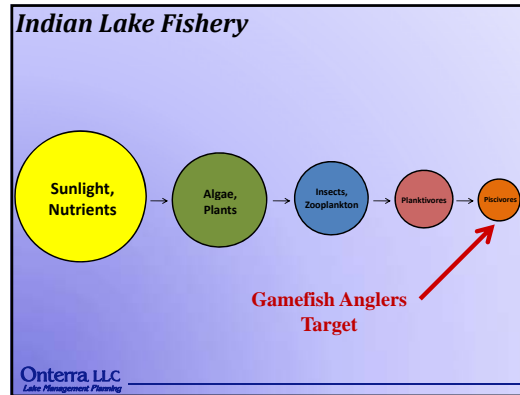 Indian Lake Fishery
Sunlight,
Nutrients
Algae,
Plants
Insects,
Zooplankton
Planktivores
Piscivores
Gamefish Anglers
Target
Onterra LLC
Lake Management Planning